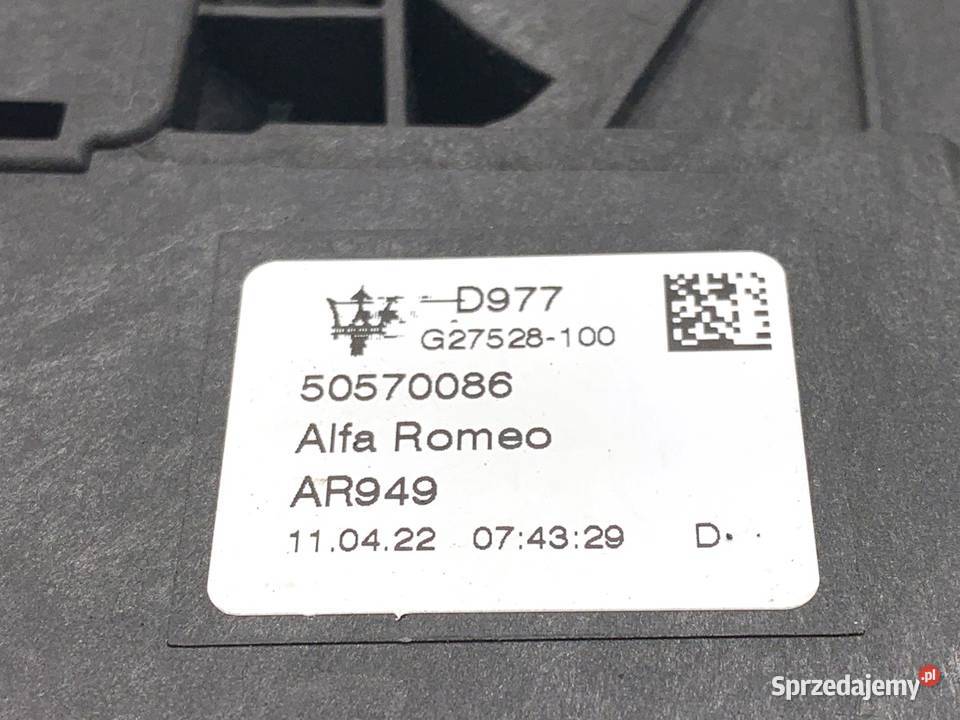 D977
G27528-100
50570086
Alfa Romeo
AR949
11.04.22 07:43:29 D
Sprzedajemy.pl